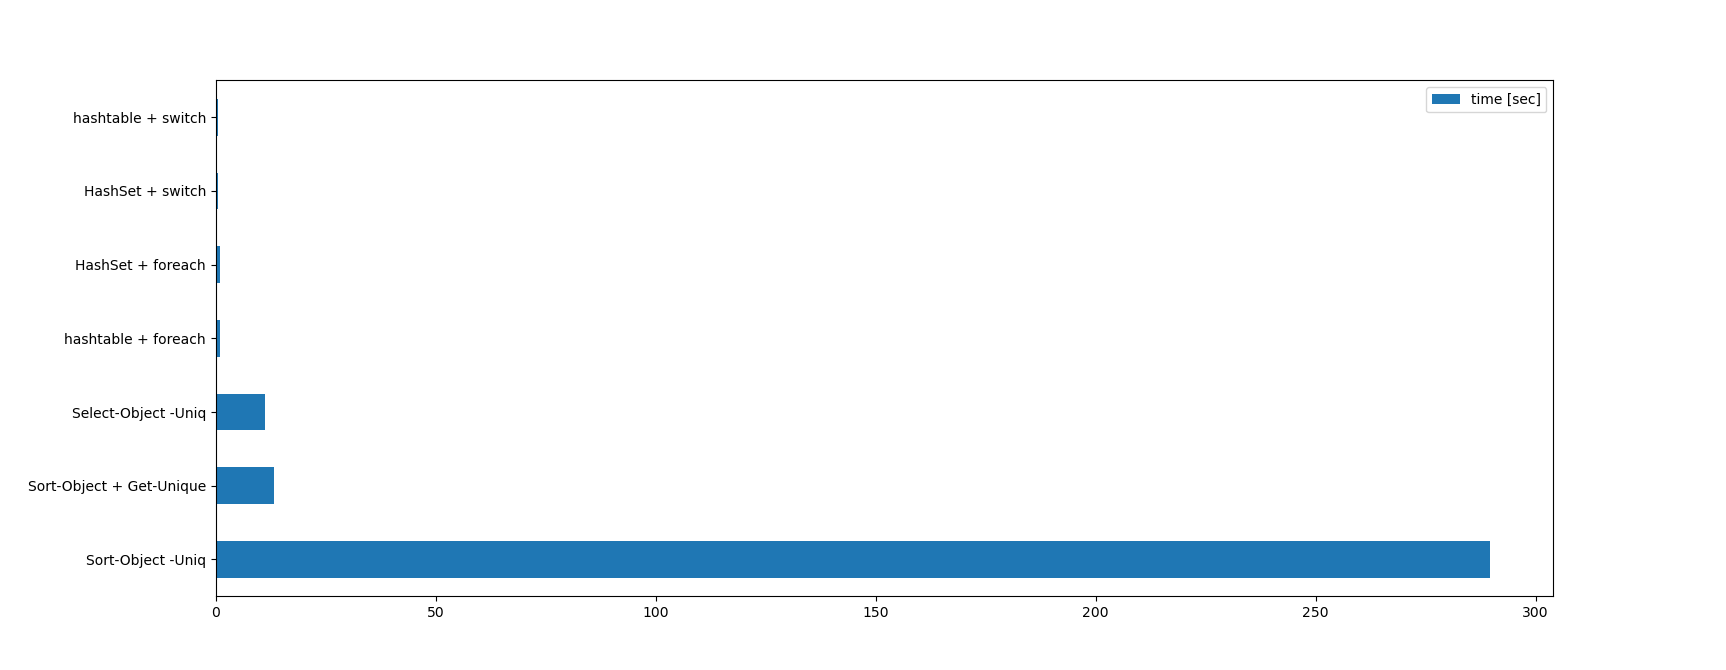 time [sec]
hashtable + switch
HashSet + switch
HashSet + foreach
hashtable + foreach
Select-Object -Uniq
Sort-Object + Get-Unique
Sort-Object -Uniq
0 50 100 150 200 250 300